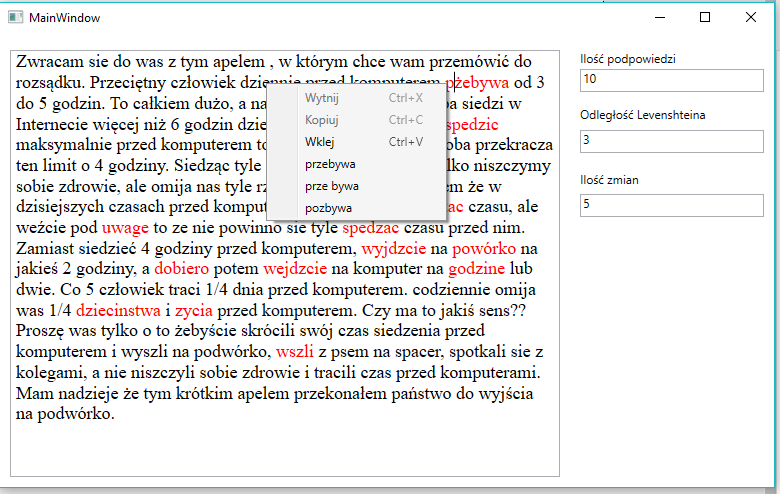 MainWindow
Zwracam sie do was z tym apelem , w którym chce wam przemówić do
rozsądku. Przeciętny człowiek dziennie przed komputerem pżebywa od 3
do 5 godzin. To całkiem dużo, a na siedzi w
Internecie więcej niż 6 godzin dzie spedzic
maksymalnie przed komputerem to oba przekracza
ten limit o 4 godziny. Siedząc tyle lko niszczymy
sobie zdrowie, ale omija nas tyle rz em że w
dzisiejszych czasach przed komput ac czasu, ale
weźcie pod uwage to ze nie powinno sie tyle spedzac czasu przed nim.
Zamiast siedzieć 4 godziny przed komputerem, wyjdzcie na powórko na
jakieś 2 godziny, a dobiero potem wejdzcie na komputer na godzine lub
dwie. Co 5 człowiek traci 1/4 dnia przed komputerem. codziennie omija
was 1/4 dziecinstwa i zycia przed komputerem. Czy ma to jakiś sens??
Proszę was tylko o to żebyście skrócili swój czas siedzenia przed
komputerem i wyszli na podwórko, wszli z psem na spacer, spotkali sie z
kolegami, a nie niszczyli sobie zdrowie i tracili czas przed komputerami.
Mam nadzieje że tym krótkim apelem przekonałem państwo do wyjścia
na podwórko.
Wytnij Ctrl+X
Kopiuj Ctrl+C
Wklej Ctrl+V
przebywa
prze bywa
pozbywa
Ilość podpowiedzi
10
Odległość Levenshteina
3
Ilość zmian
5